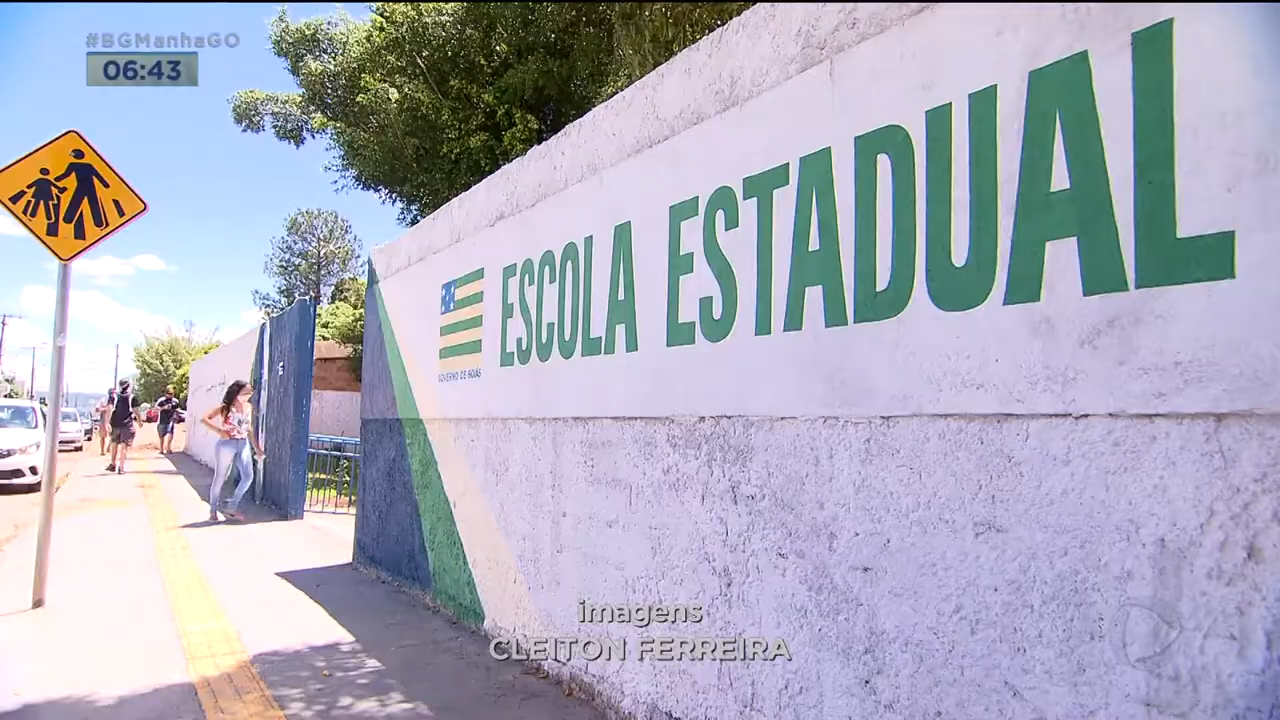 #BGManhaGO
06:43
ESCOLA ESTADUAL
GOVERNO DE GOIÁS
imagens
CLEITON FERREIRA